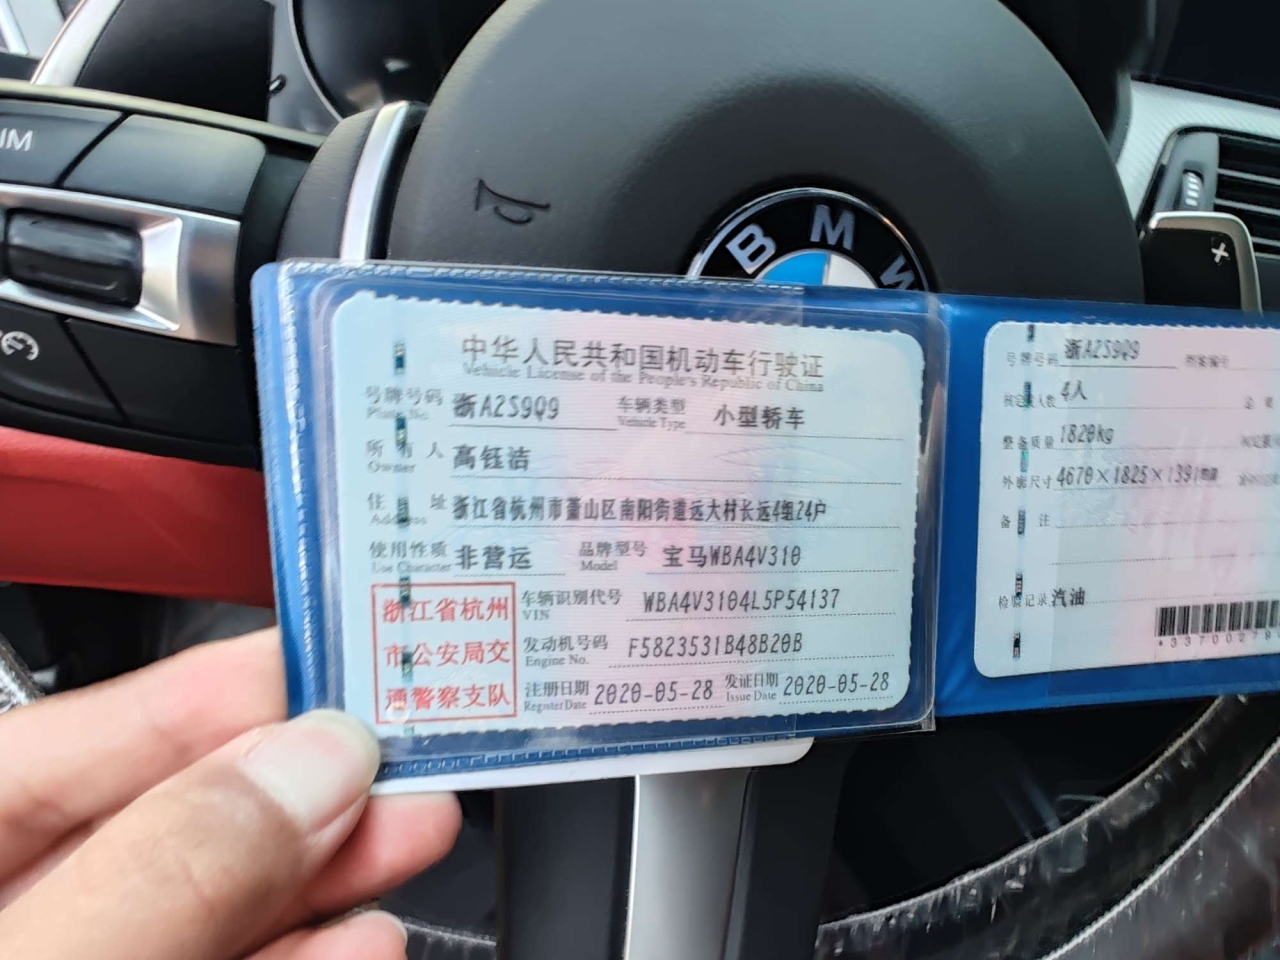 IM
B M W
中华人民共和国机动车行驶证
Vehicle License of the People's Republic of China
号牌号码 浙A2S9Q9 车辆类型 小型轿车
Plate No. Vehicle Type
所有人 高钰洁
Owner
住址 浙江省杭州市萧山区南阳街道远大村长远4组24户
Address
使用性质 非营运 品牌型号 宝马WBA4V310
Use Character Model
浙江省杭州市公安局交通警察支队
车辆识别代号 WBA4V3104L5P54137
VIN
发动机号码 F5823531B48B20B
Engine No.
注册日期 2020-05-28 发证日期 2020-05-28
Register Date Issue Date
号牌号码 浙A2S9Q9 档案编号
核定载人数 4人
整备质量 1820kg
外廓尺寸 4670×1825×1391mm
备注
检验记录 汽油